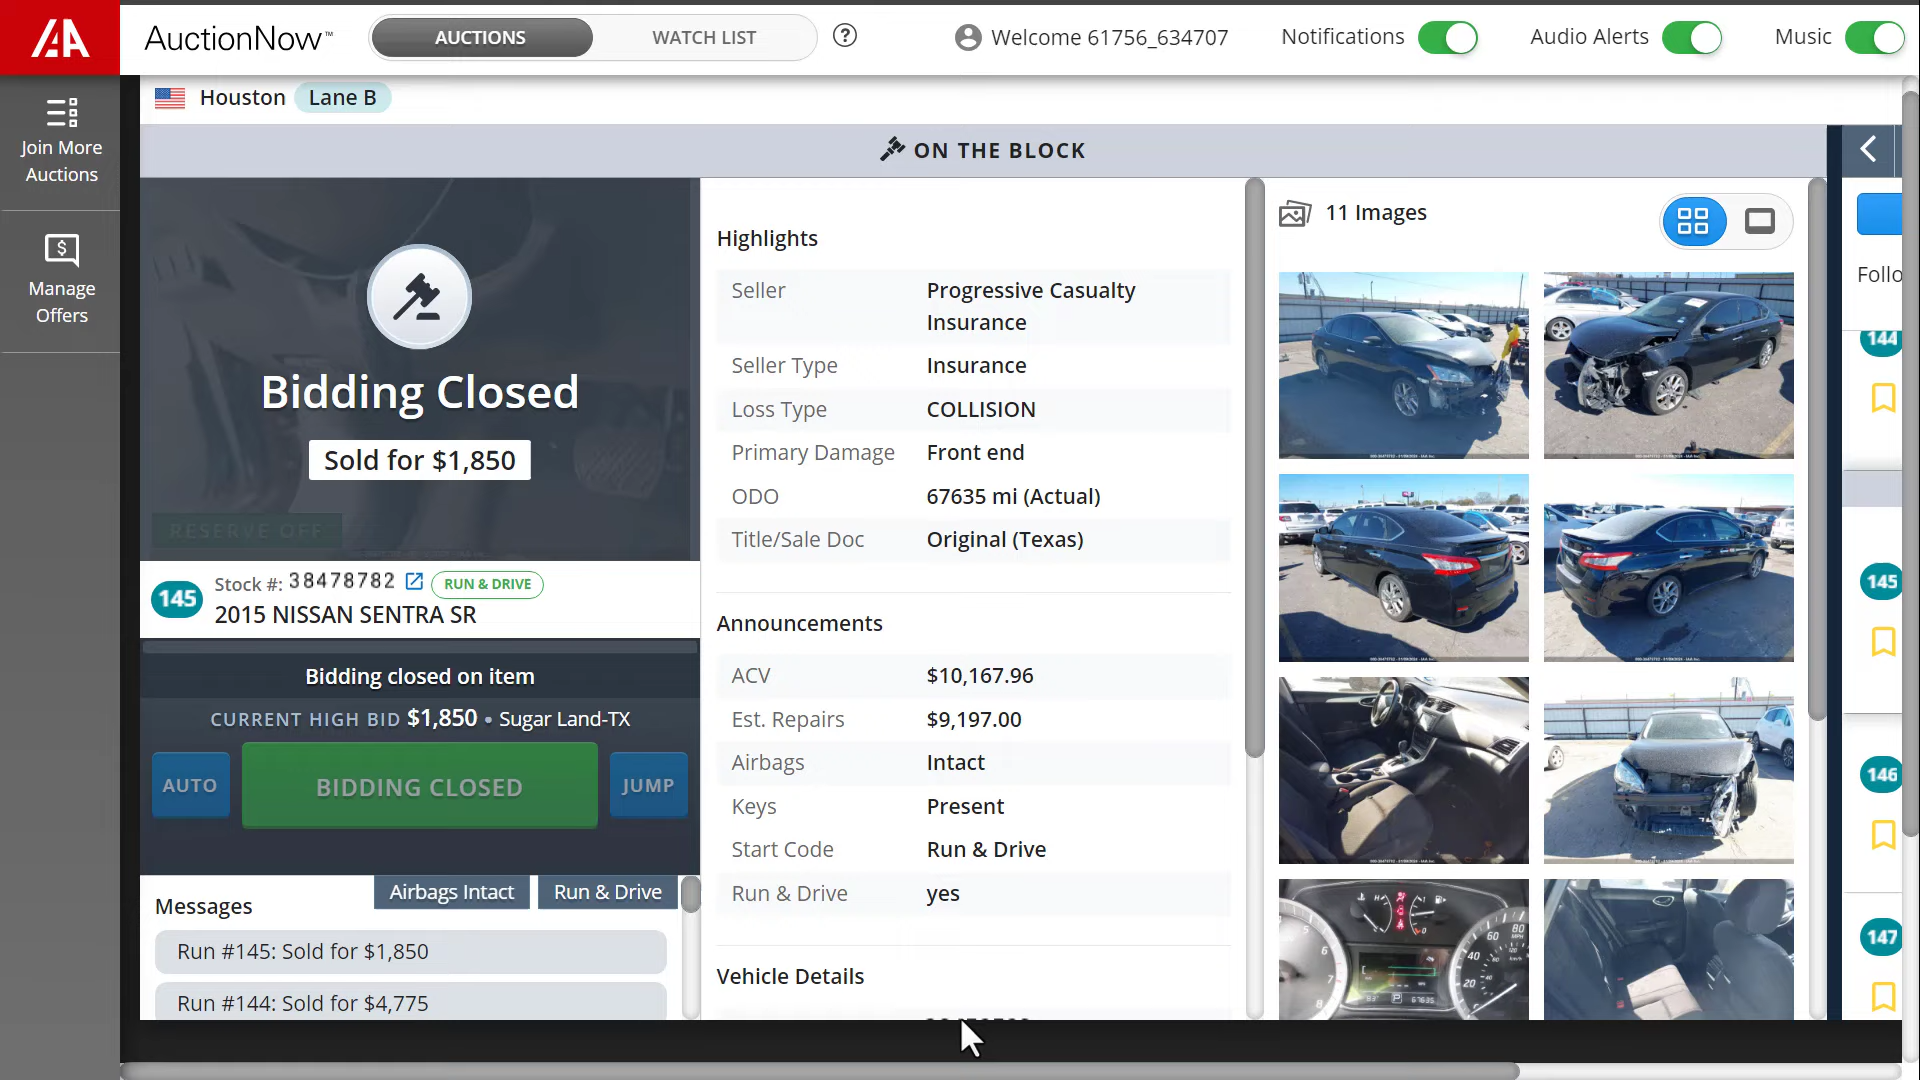 IAA
AuctionNow™
AUCTIONS
WATCH LIST
?
Welcome 61756_634707
Notifications
Audio Alerts
Music
Join More
Auctions
Manage
Offers
Houston
Lane B
ON THE BLOCK
Bidding Closed
Sold for $1,850
RESERVE OFF
145
Stock #: 38478782
RUN & DRIVE
2015 NISSAN SENTRA SR
Bidding closed on item
CURRENT HIGH BID $1,850 • Sugar Land-TX
AUTO
BIDDING CLOSED
JUMP
Messages
Airbags Intact
Run & Drive
Run #145: Sold for $1,850
Run #144: Sold for $4,775
Highlights
Seller Progressive Casualty
Insurance
Seller Type Insurance
Loss Type COLLISION
Primary Damage Front end
ODO 67635 mi (Actual)
Title/Sale Doc Original (Texas)
Announcements
ACV $10,167.96
Est. Repairs $9,197.00
Airbags Intact
Keys Present
Start Code Run & Drive
Run & Drive yes
Vehicle Details
11 Images
Follo
144
145
146
147